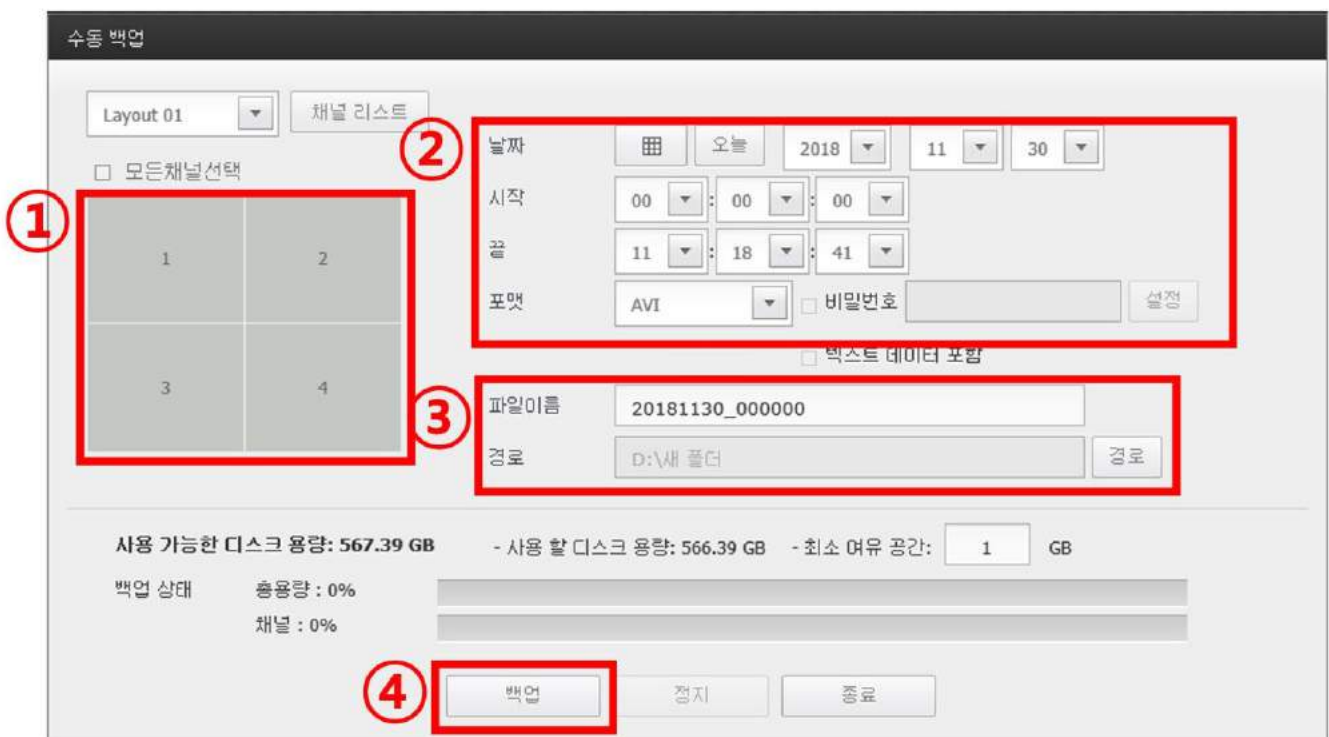 수동 백업
Layout 01 채널 리스트
모든채널선택
①
1 2
3 4
②
날짜 오늘 2018 11 30
시작 00 : 00 : 00
끝 11 : 18 : 41
포맷 AVI 비밀번호 설정
텍스트 데이터 포함
③
파일이름 20181130_000000
경로 D:\새 폴더 경로
사용 가능한 디스크 용량: 567.39 GB - 사용 할 디스크 용량: 566.39 GB - 최소 여유 공간: 1 GB
백업 상태 총용량 : 0%
채널 : 0%
④ 백업 정지 종료